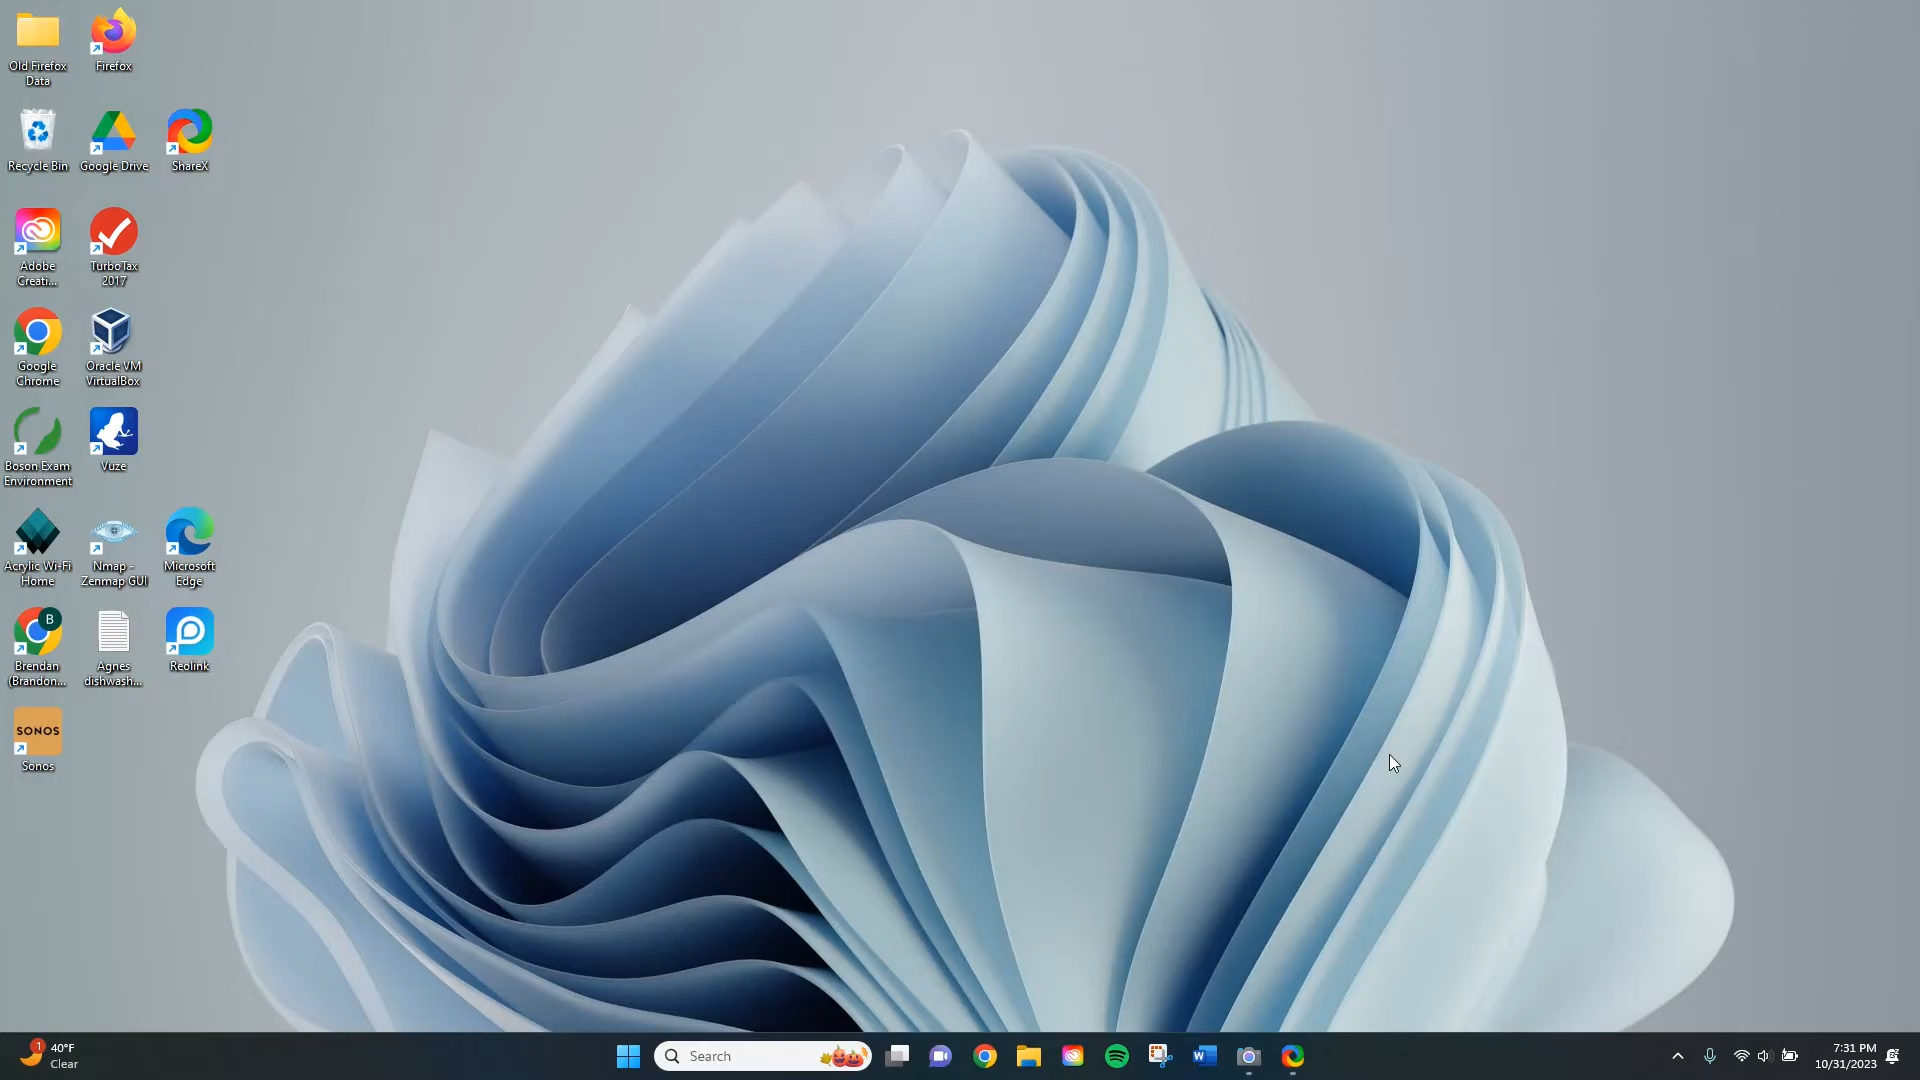 Old Firefox
Data
Firefox
Recycle Bin
Google Drive
ShareX
Adobe
Creati...
TurboTax
2017
Google
Chrome
Oracle VM
VirtualBox
Boson Exam
Environment
Vuze
Acrylic Wi-Fi
Home
Nmap -
Zenmap GUI
Microsoft
Edge
B
Brendan
(Brandon...
Agnes
dishwash...
Reolink
SONOS
Sonos
1
40°F
Clear
Search
W
7:31 PM
10/31/2023